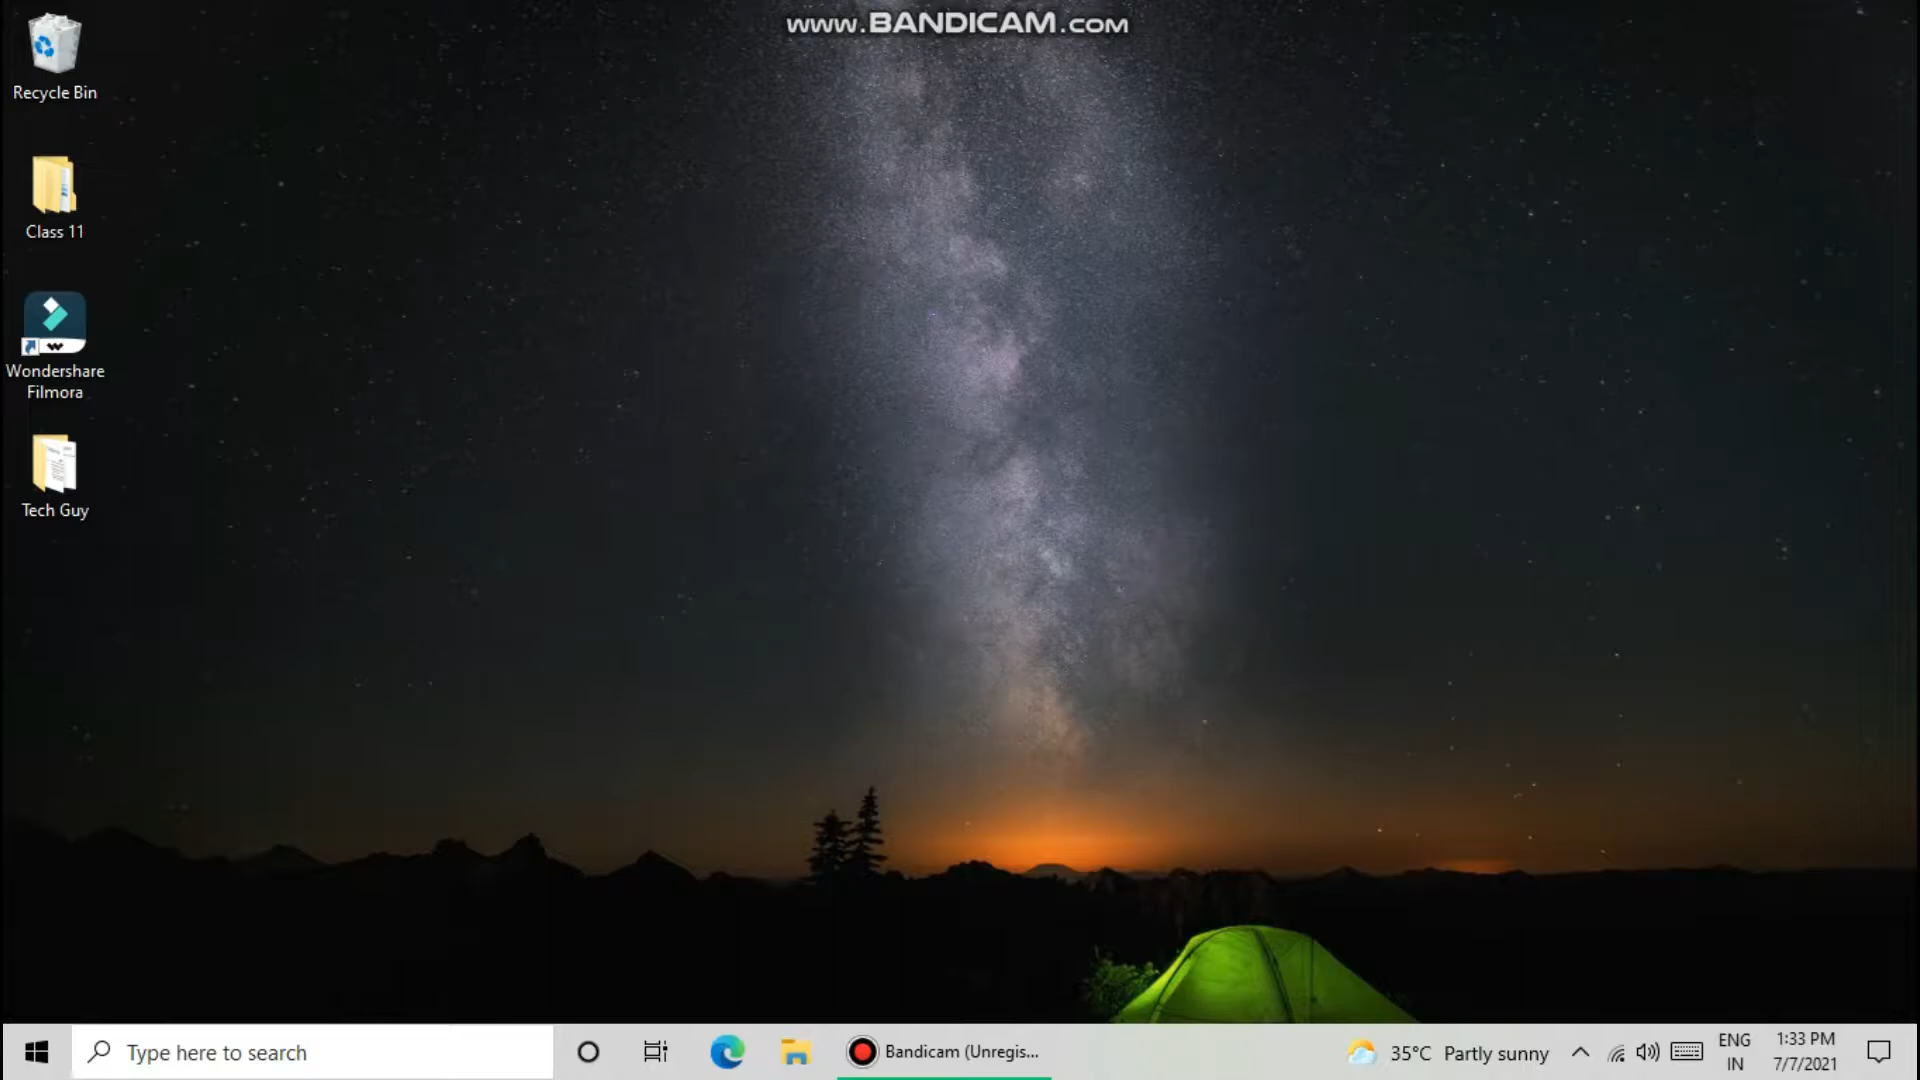 www.BANDICAM.COM
Recycle Bin
Class 11
Wondershare
Filmora
Tech Guy
Type here to search
Bandicam (Unregis...
35°C Partly sunny
ENG
IN
1:33 PM
7/7/2021